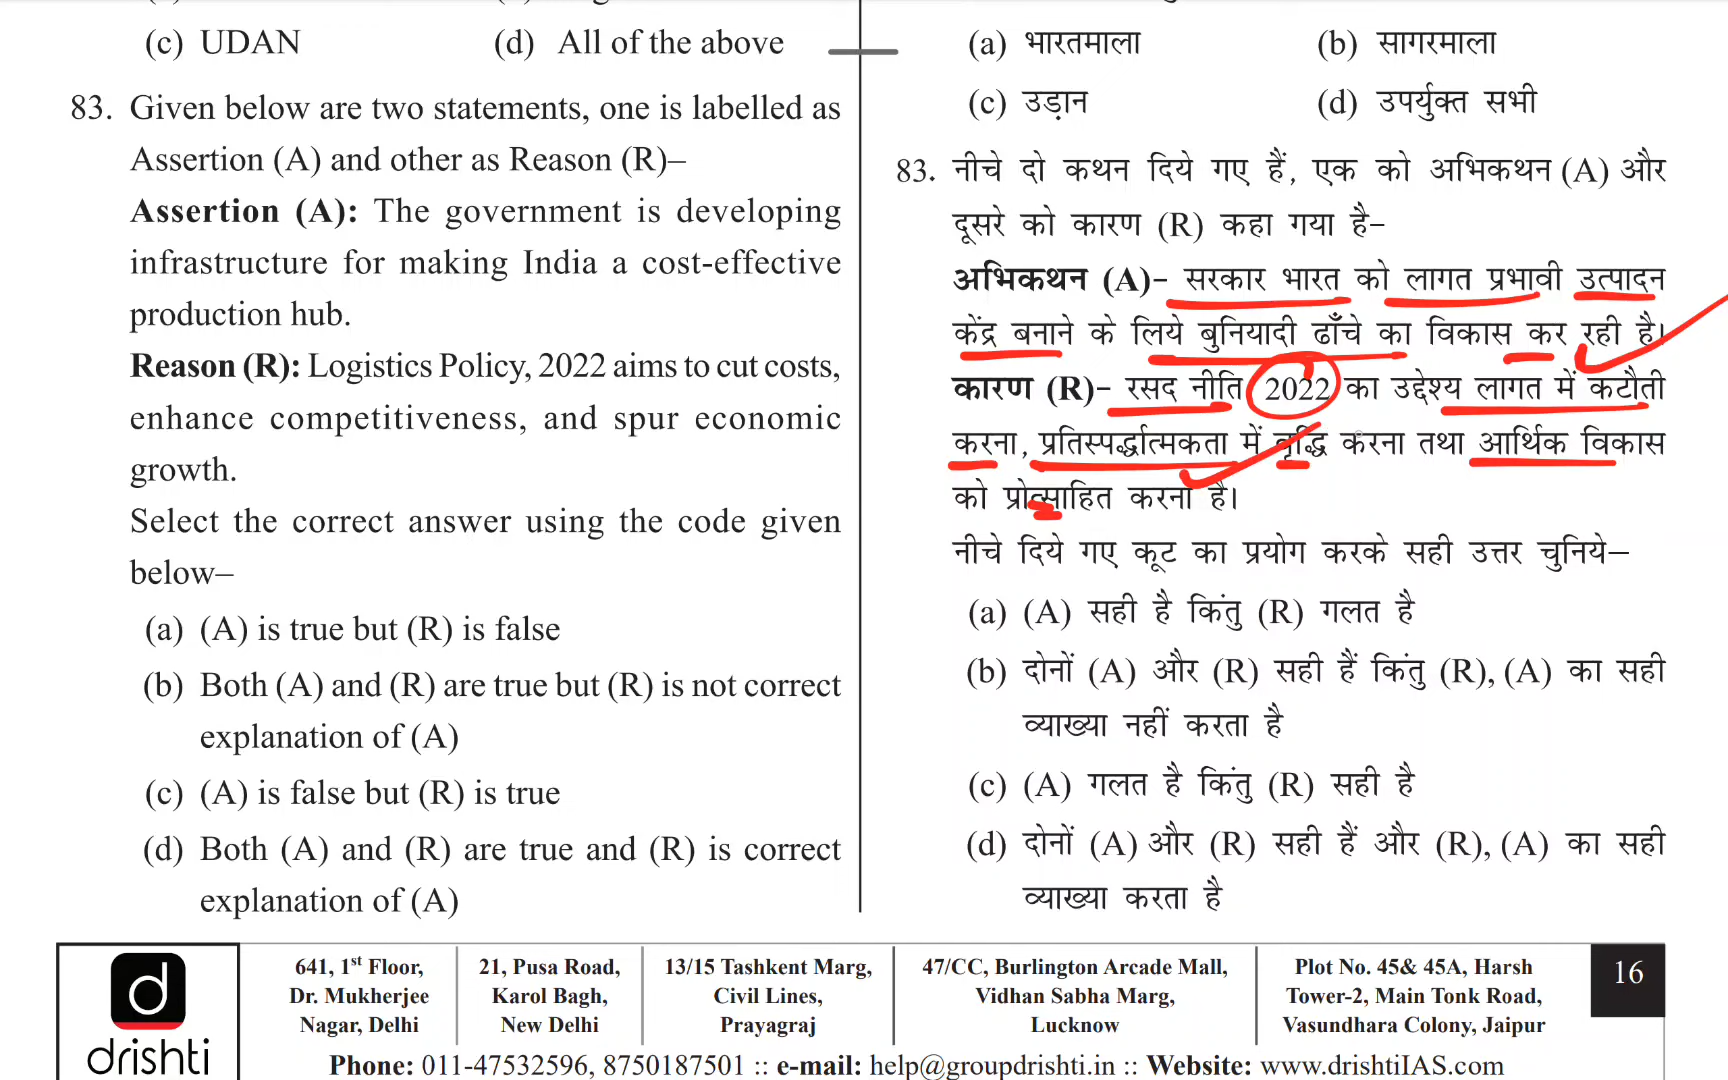 (c) UDAN (d) All of the above
83. Given below are two statements, one is labelled as
Assertion (A) and other as Reason (R)–
Assertion (A): The government is developing
infrastructure for making India a cost-effective
production hub.
Reason (R): Logistics Policy, 2022 aims to cut costs,
enhance competitiveness, and spur economic
growth.
Select the correct answer using the code given
below–
(a) (A) is true but (R) is false
(b) Both (A) and (R) are true but (R) is not correct
explanation of (A)
(c) (A) is false but (R) is true
(d) Both (A) and (R) are true and (R) is correct
explanation of (A)
(a) भारतमाला (b) सागरमाला
(c) उड़ान (d) उपर्युक्त सभी
83. नीचे दो कथन दिये गए हैं, एक को अभिकथन (A) और
दूसरे को कारण (R) कहा गया है–
अभिकथन (A)– सरकार भारत को लागत प्रभावी उत्पादन
केंद्र बनाने के लिये बुनियादी ढाँचे का विकास कर रही है।
कारण (R)– रसद नीति 2022 का उद्देश्य लागत में कटौती
करना, प्रतिस्पर्द्धात्मकता में वृद्धि करना तथा आर्थिक विकास
को प्रोत्साहित करना है।
नीचे दिये गए कूट का प्रयोग करके सही उत्तर चुनिये–
(a) (A) सही है किंतु (R) गलत है
(b) दोनों (A) और (R) सही हैं किंतु (R), (A) का सही
व्याख्या नहीं करता है
(c) (A) गलत है किंतु (R) सही है
(d) दोनों (A) और (R) सही हैं और (R), (A) का सही
व्याख्या करता है
drishti
641, 1st Floor,
Dr. Mukherjee
Nagar, Delhi
21, Pusa Road,
Karol Bagh,
New Delhi
13/15 Tashkent Marg,
Civil Lines,
Prayagraj
47/CC, Burlington Arcade Mall,
Vidhan Sabha Marg,
Lucknow
Plot No. 45& 45A, Harsh
Tower-2, Main Tonk Road,
Vasundhara Colony, Jaipur
16
Phone: 011-47532596, 8750187501 :: e-mail: help@groupdrishti.in :: Website: www.drishtiIAS.com